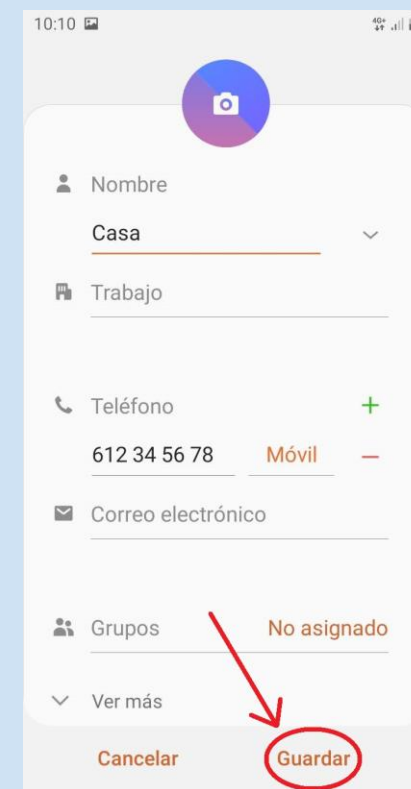 10:10
4G+
Nombre
Casa
Trabajo
Teléfono
612 34 56 78 Móvil
Correo electrónico
Grupos No asignado
Ver más
Cancelar Guardar